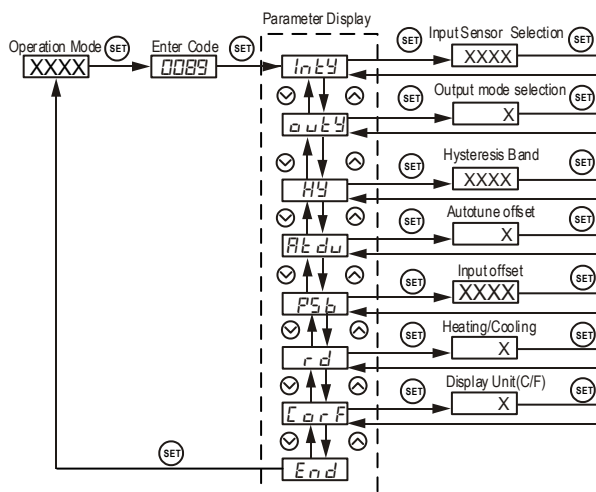 Parameter Display
Operation Mode SET Enter Code SET SET Input Sensor Selection SET
XXXX 0089 IntY XXXX
SET Output mode selection SET
outY X
SET Hysteresis Band SET
HY XXXX
SET Autotune offset SET
Atdu X
SET Input offset SET
PSb XXXX
SET Heating/Cooling SET
rd X
SET Display Unit(C/F) SET
CorF X
SET
End